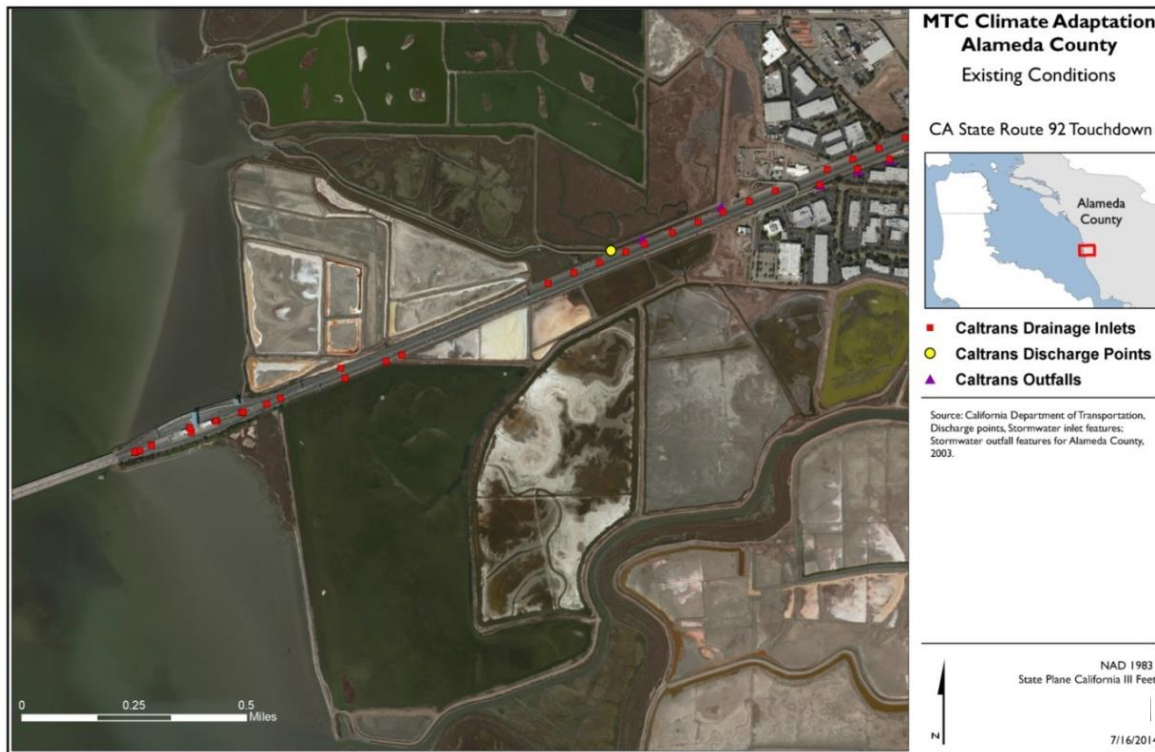 MTC Climate Adaptation
Alameda County
Existing Conditions
CA State Route 92 Touchdown
Alameda
County
Caltrans Drainage Inlets
Caltrans Discharge Points
Caltrans Outfalls
Source: California Department of Transportation,
Discharge points, Stormwater inlet features;
Stormwater outfall features for Alameda County,
2003.
0 0.25 0.5
Miles
N
NAD 1983
State Plane California III Feet
7/16/2014